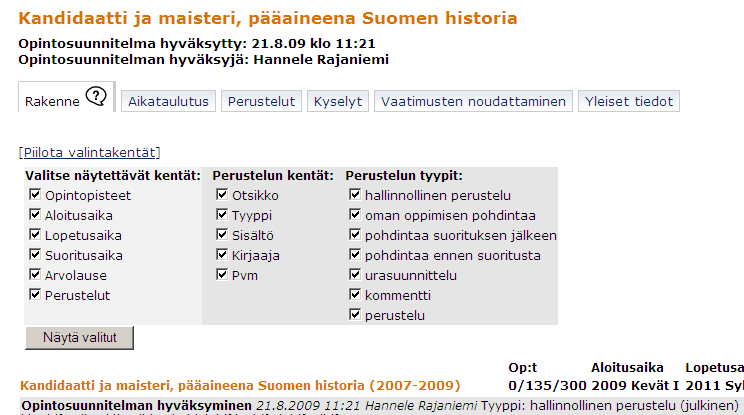 Kandidaatti ja maisteri, pääaineena Suomen historia
Opintosuunnitelma hyväksytty: 21.8.09 klo 11:21
Opintosuunnitelman hyväksyjä: Hannele Rajaniemi
Rakenne ? Aikataulutus Perustelut Kyselyt Vaatimusten noudattaminen Yleiset tiedot
[Piilota valintakentät]
Valitse näytettävät kentät: Perustelun kentät: Perustelun tyypit:
Opintopisteet Otsikko hallinnollinen perustelu
Aloitusaika Tyyppi oman oppimisen pohdintaa
Lopetusaika Sisältö pohdintaa suorituksen jälkeen
Suoritusaika Kirjaaja pohdintaa ennen suoritusta
Arvolause Pvm urasuunnittelu
Perustelut kommentti
perustelu
Näytä valitut
Op:t Aloitusaika Lopetusa
Kandidaatti ja maisteri, pääaineena Suomen historia (2007-2009) 0/135/300 2009 Kevät I 2011 Sy
Opintosuunnitelman hyväksyminen 21.8.2009 11:21 Hannele Rajaniemi Tyyppi: hallinnollinen perustelu (julkinen)